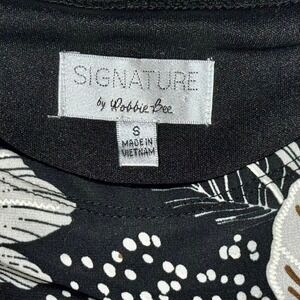 SIGNATURE
by Robbie Bee
S
MADE IN
VIETNAM